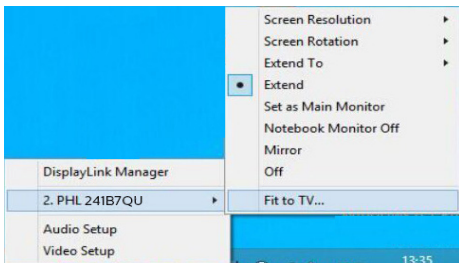 Screen Resolution
Screen Rotation
Extend To
Extend
Set as Main Monitor
Notebook Monitor Off
Mirror
Off
Fit to TV...
DisplayLink Manager
2. PHL 241B7QU
Audio Setup
Video Setup
13:35